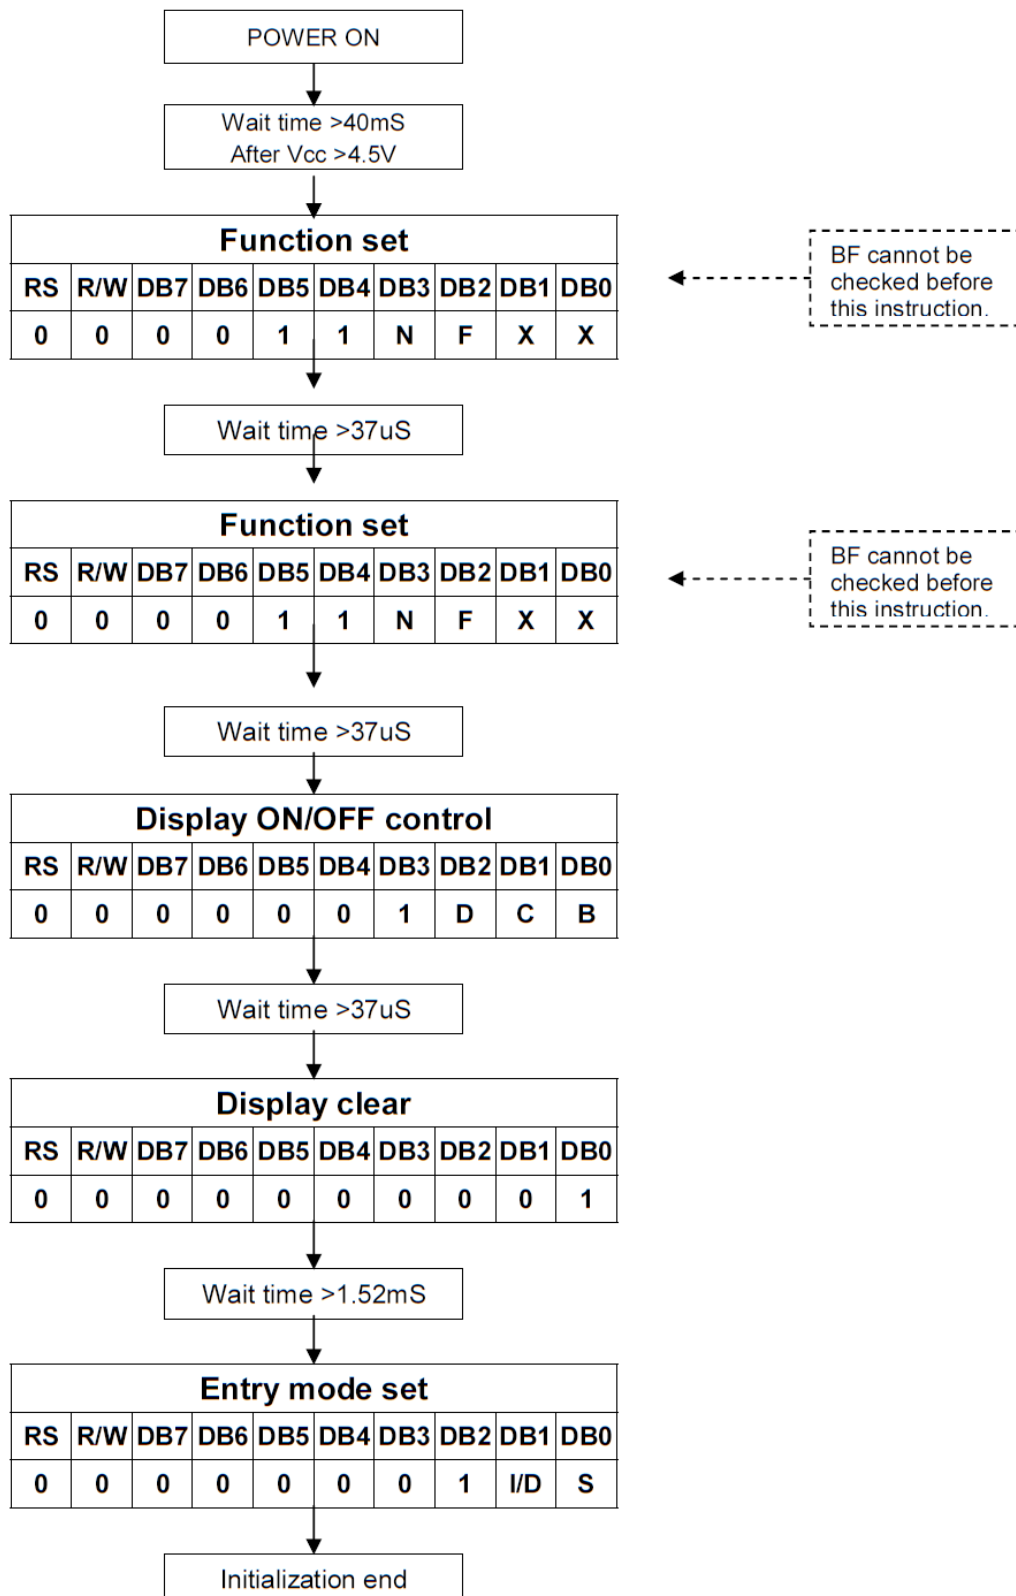 POWER ON
Wait time >40mS
After Vcc >4.5V
Function set
RS R/W DB7 DB6 DB5 DB4 DB3 DB2 DB1 DB0
0 0 0 0 1 1 N F X X
BF cannot be
checked before
this instruction.
Wait time >37uS
Function set
RS R/W DB7 DB6 DB5 DB4 DB3 DB2 DB1 DB0
0 0 0 0 1 1 N F X X
BF cannot be
checked before
this instruction.
Wait time >37uS
Display ON/OFF control
RS R/W DB7 DB6 DB5 DB4 DB3 DB2 DB1 DB0
0 0 0 0 0 0 1 D C B
Wait time >37uS
Display clear
RS R/W DB7 DB6 DB5 DB4 DB3 DB2 DB1 DB0
0 0 0 0 0 0 0 0 0 1
Wait time >1.52mS
Entry mode set
RS R/W DB7 DB6 DB5 DB4 DB3 DB2 DB1 DB0
0 0 0 0 0 0 0 1 I/D S
Initialization end